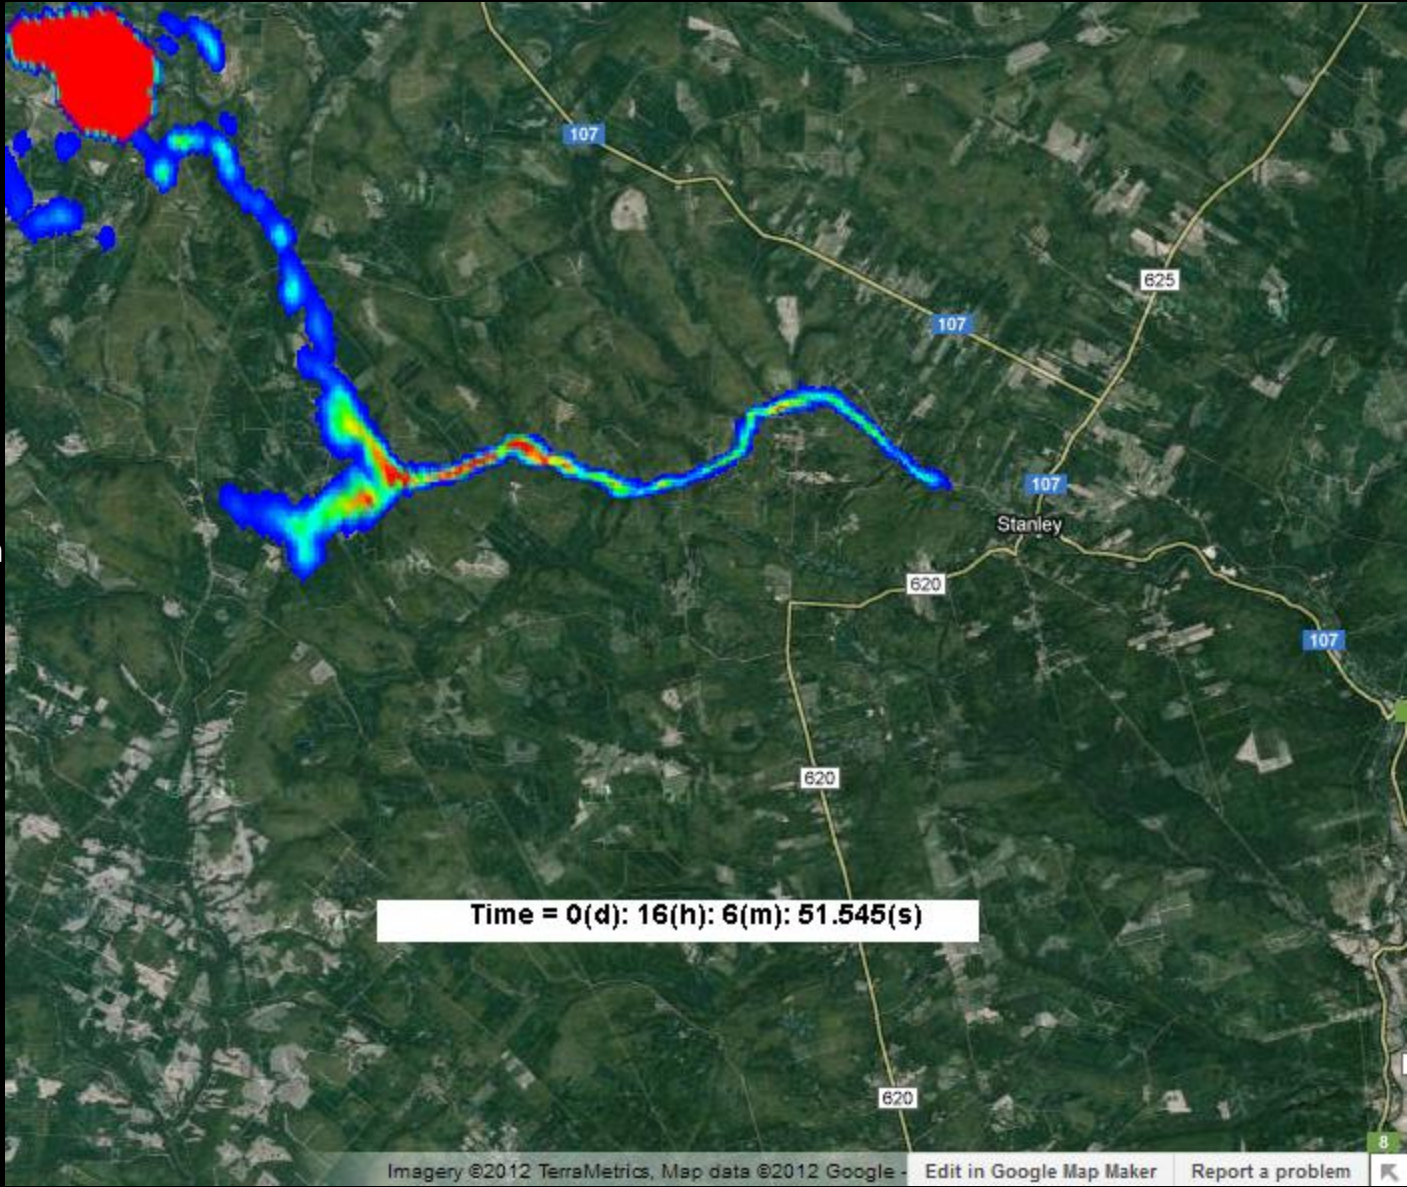 107
625
107
107
Stanley
620
107
620
Time = 0(d): 16(h): 6(m): 51.545(s)
620
8
Imagery ©2012 TerraMetrics, Map data ©2012 Google -
Edit in Google Map Maker
Report a problem